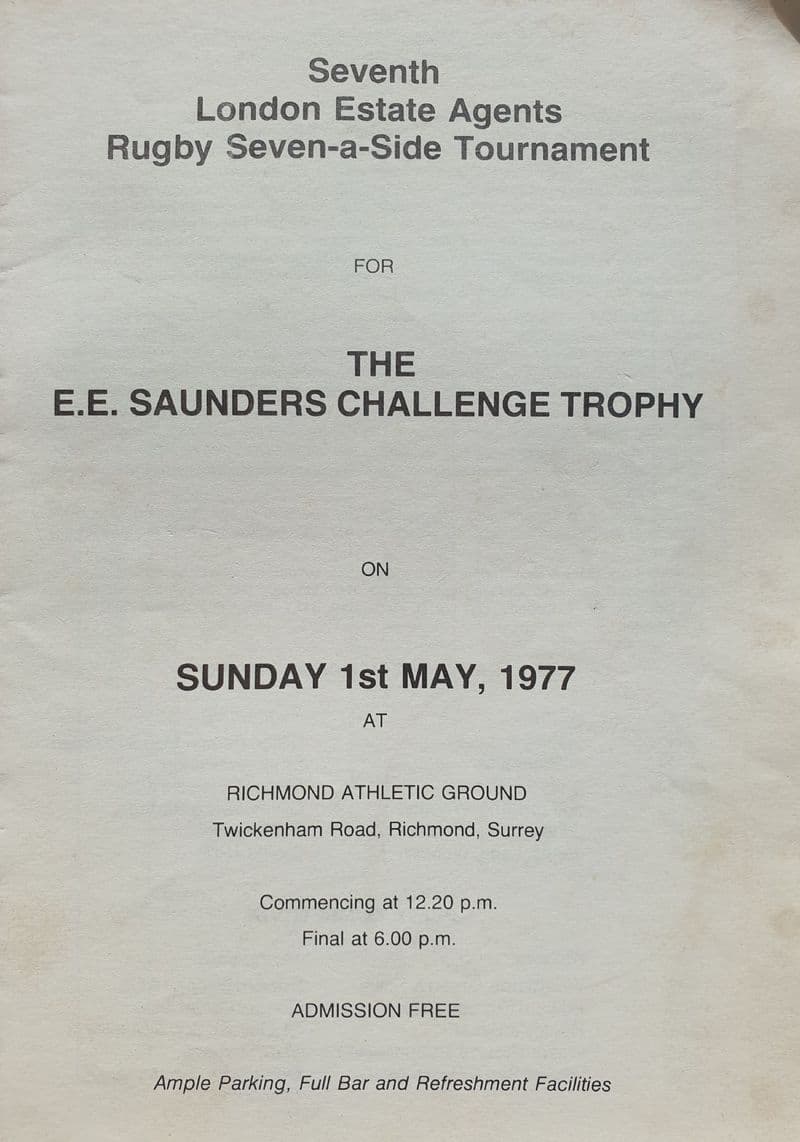 Seventh
London Estate Agents
Rugby Seven-a-Side Tournament
FOR
THE
E.E. SAUNDERS CHALLENGE TROPHY
ON
SUNDAY 1st MAY, 1977
AT
RICHMOND ATHLETIC GROUND
Twickenham Road, Richmond, Surrey
Commencing at 12.20 p.m.
Final at 6.00 p.m.
ADMISSION FREE
Ample Parking, Full Bar and Refreshment Facilities